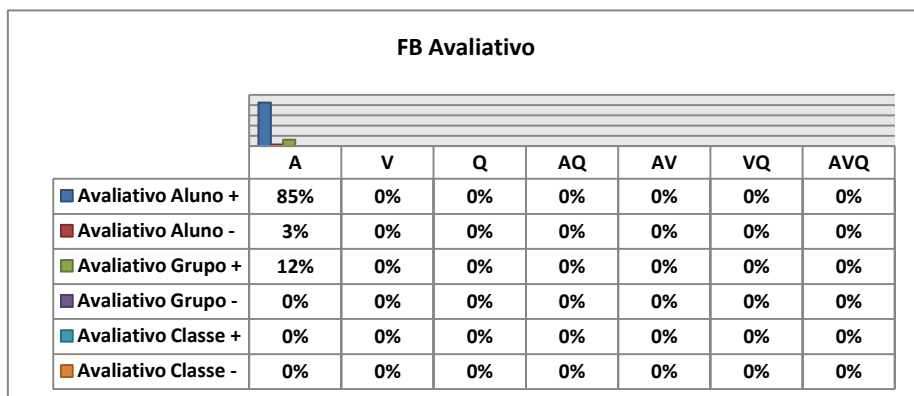 FB Avaliativo
A V Q AQ AV VQ AVQ
Avaliativo Aluno + 85% 0% 0% 0% 0% 0% 0%
Avaliativo Aluno - 3% 0% 0% 0% 0% 0% 0%
Avaliativo Grupo + 12% 0% 0% 0% 0% 0% 0%
Avaliativo Grupo - 0% 0% 0% 0% 0% 0% 0%
Avaliativo Classe + 0% 0% 0% 0% 0% 0% 0%
Avaliativo Classe - 0% 0% 0% 0% 0% 0% 0%